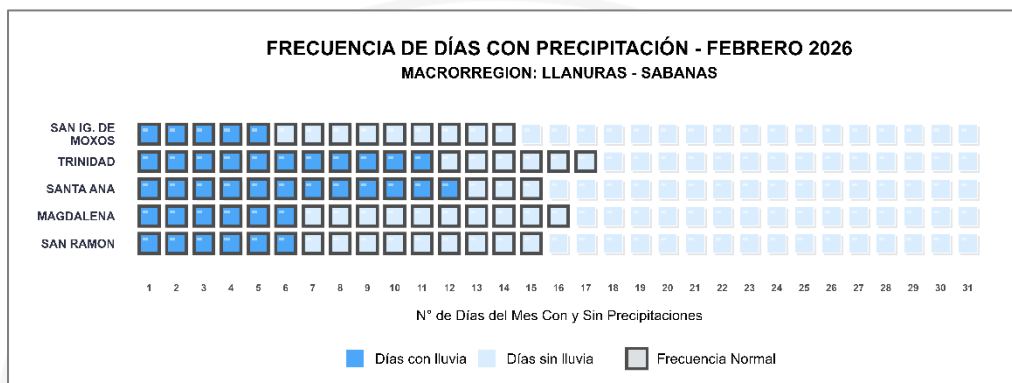 FRECUENCIA DE DÍAS CON PRECIPITACIÓN - FEBRERO 2026
MACRORREGION: LLANURAS - SABANAS
SAN IG. DE
MOXOS
TRINIDAD
SANTA ANA
MAGDALENA
SAN RAMON
1 2 3 4 5 6 7 8 9 10 11 12 13 14 15 16 17 18 19 20 21 22 23 24 25 26 27 28 29 30 31
N° de Días del Mes Con y Sin Precipitaciones
Días con lluvia Días sin lluvia Frecuencia Normal